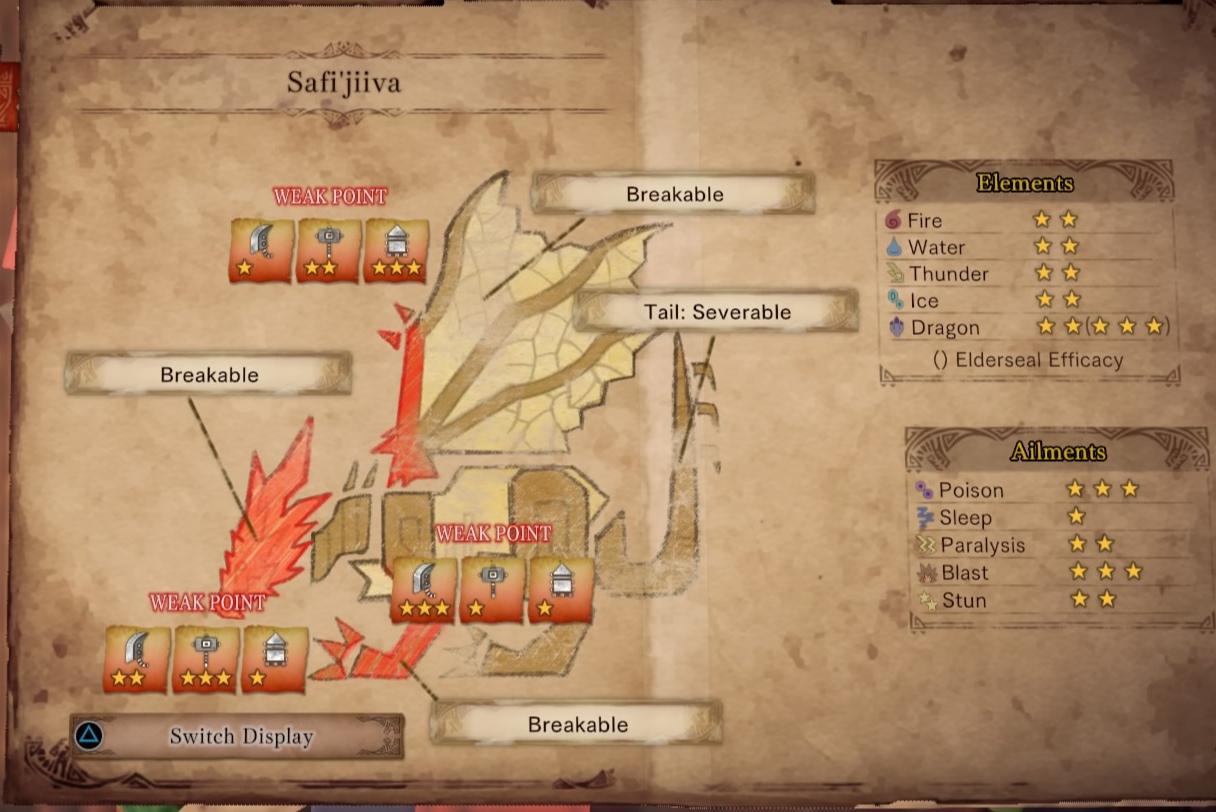 Safi'jiiva
WEAK POINT
Breakable
Tail: Severable
Breakable
WEAK POINT
WEAK POINT
Breakable
Switch Display
Elements
Fire
Water
Thunder
Ice
Dragon ( )
() Elderseal Efficacy
Ailments
Poison
Sleep
Paralysis
Blast
Stun